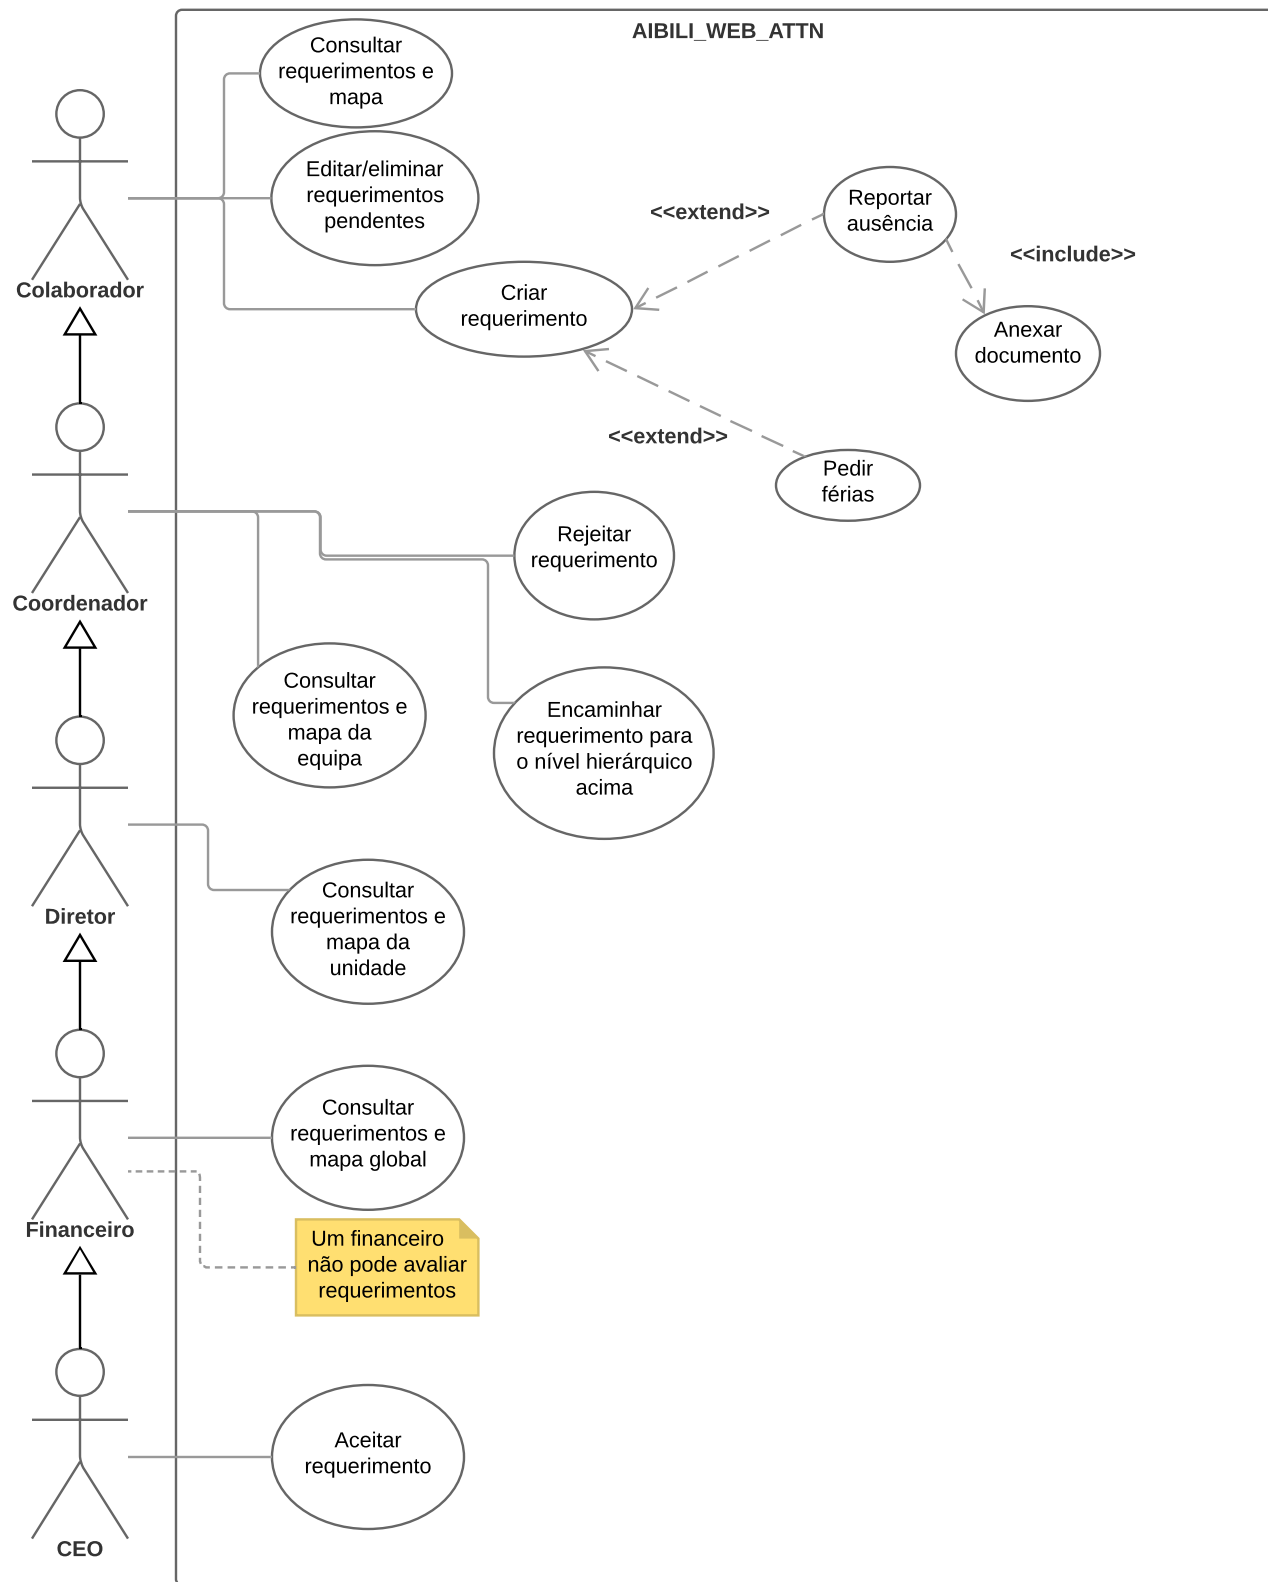 AIBILI_WEB_ATTN
Consultar
requerimentos e
mapa
Editar/eliminar
requerimentos
pendentes
Reportar
ausência
<<extend>>
<<include>>
Colaborador
Criar
requerimento
Anexar
documento
<<extend>>
Pedir
férias
Rejeitar
requerimento
Coordenador
Consultar
requerimentos e
mapa da
equipa
Encaminhar
requerimento para
o nível hierárquico
acima
Diretor
Consultar
requerimentos e
mapa da
unidade
Consultar
requerimentos e
mapa global
Financeiro
Um financeiro
não pode avaliar
requerimentos
Aceitar
requerimento
CEO